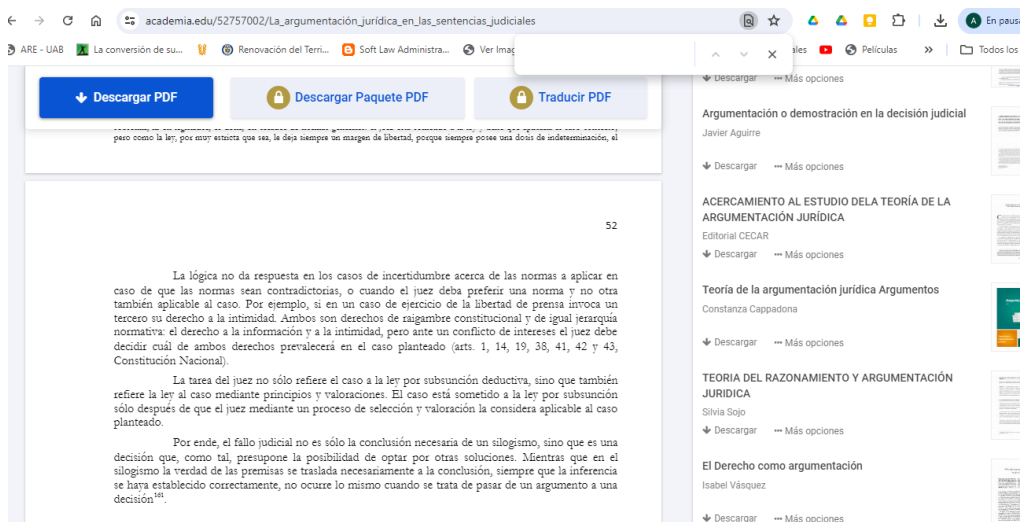 academia.edu/52757002/La_argumentación_jurídica_en_las_sentencias_judiciales
A
En pausa
ARE - UAB
La conversión de su...
Renovación del Terri...
Soft Law Administra...
Ver Imag
ales
Películas
»
Todos los
Descargar PDF
Descargar Paquete PDF
Traducir PDF
pero como la ley, por muy estricta que sea, le deja siempre un margen de libertad, porque siempre posee una dosis de indeterminación, el
52
La lógica no da respuesta en los casos de incertidumbre acerca de las normas a aplicar en
caso de que las normas sean contradictorias, o cuando el juez deba preferir una norma y no otra
también aplicable al caso. Por ejemplo, si en un caso de ejercicio de la libertad de prensa invoca un
tercero su derecho a la intimidad. Ambos son derechos de raigambre constitucional y de igual jerarquía
normativa: el derecho a la información y a la intimidad, pero ante un conflicto de intereses el juez debe
decidir cuál de ambos derechos prevalecerá en el caso planteado (arts. 1, 14, 19, 38, 41, 42 y 43,
Constitución Nacional).
La tarea del juez no sólo refiere el caso a la ley por subsunción deductiva, sino que también
refiere la ley al caso mediante principios y valoraciones. El caso está sometido a la ley por subsunción
sólo después de que el juez mediante un proceso de selección y valoración la considera aplicable al caso
planteado.
Por ende, el fallo judicial no es sólo la conclusión necesaria de un silogismo, sino que es una
decisión que, como tal, presupone la posibilidad de optar por otras soluciones. Mientras que en el
silogismo la verdad de las premisas se traslada necesariamente a la conclusión, siempre que la inferencia
se haya establecido correctamente, no ocurre lo mismo cuando se trata de pasar de un argumento a una
decisión¹⁶¹.
Descargar ••• Más opciones
Argumentación o demostración en la decisión judicial
Javier Aguirre
Descargar ••• Más opciones
ACERCAMIENTO AL ESTUDIO DELA TEORÍA DE LA
ARGUMENTACIÓN JURÍDICA
Editorial CECAR
Descargar ••• Más opciones
Teoría de la argumentación jurídica Argumentos
Constanza Cappadona
Descargar ••• Más opciones
TEORIA DEL RAZONAMIENTO Y ARGUMENTACIÓN
JURIDICA
Silvia Sojo
Descargar ••• Más opciones
El Derecho como argumentación
Isabel Vásquez
Descargar ••• Más opciones